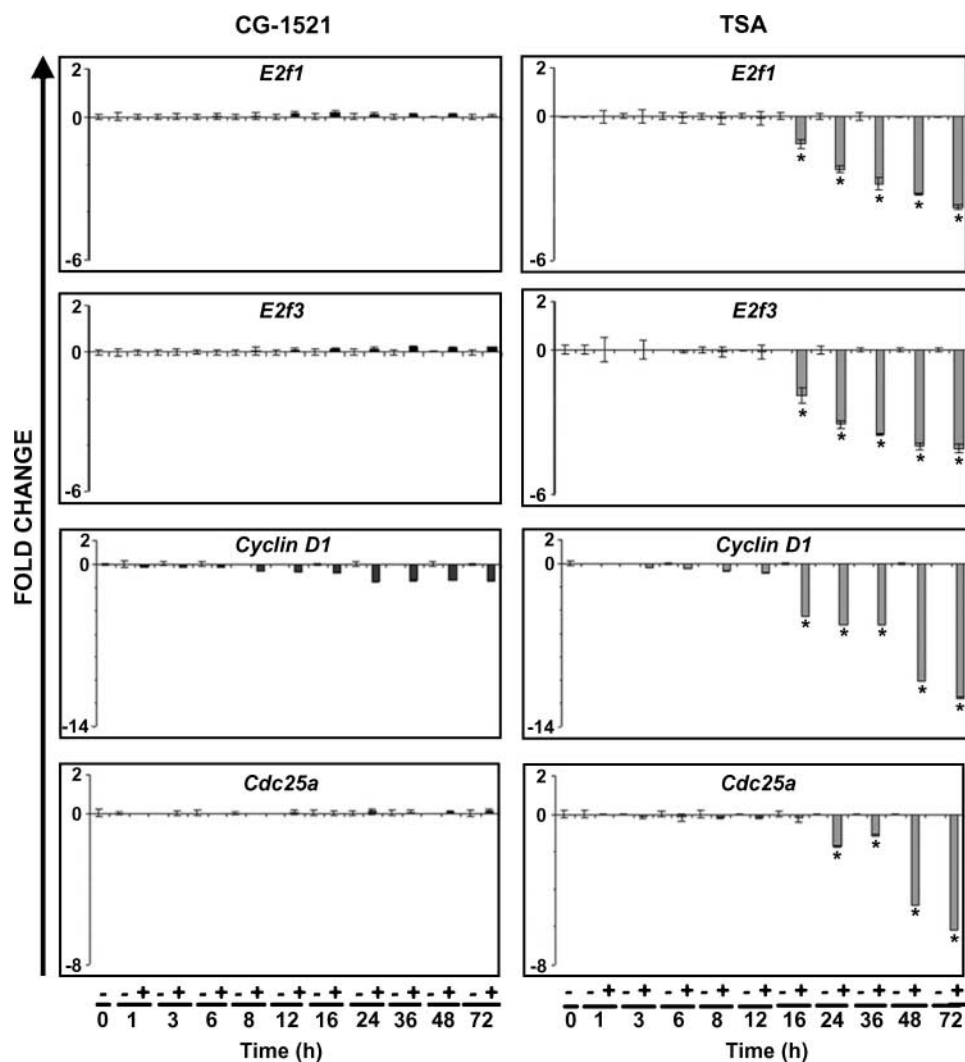 CG-1521 TSA
FOLD CHANGE
2 E2f1 2 E2f1
0 0
* * * * *
-6 -6
2 E2f3 2 E2f3
0 0
* * * * *
-6 -6
2 Cyclin D1 2 Cyclin D1
0 0
* * * * *
-14 -14
2 Cdc25a 2 Cdc25a
0 0
* * * *
-8 -8
- - + - + - + - + - + - + - + - + - + - + - - + - + - + - + - + - + - + - + - + - +
0 1 3 6 8 12 16 24 36 48 72 0 1 3 6 8 12 16 24 36 48 72
Time (h) Time (h)